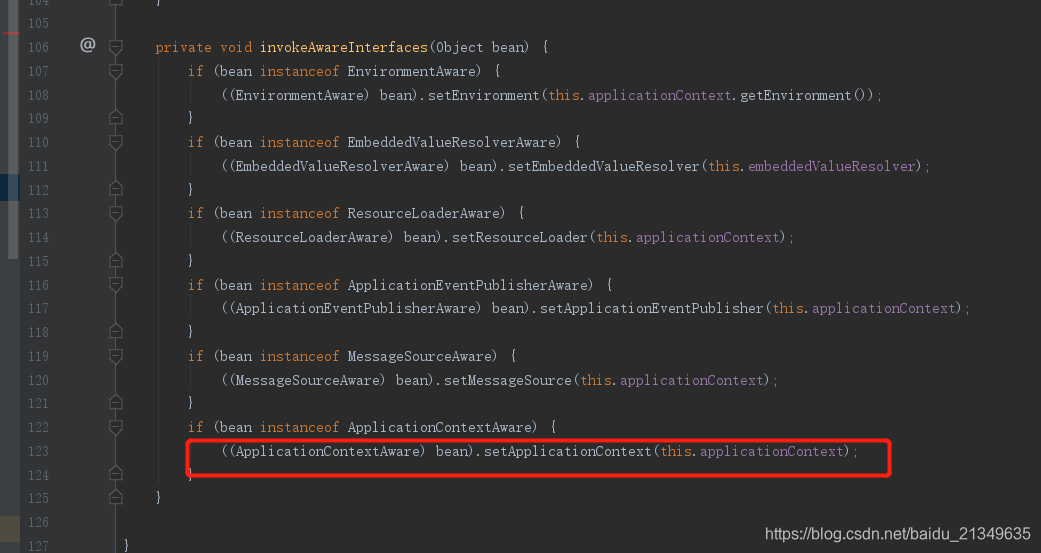 104 }
105
106 @ private void invokeAwareInterfaces(Object bean) {
107 if (bean instanceof EnvironmentAware) {
108 ((EnvironmentAware) bean).setEnvironment(this.applicationContext.getEnvironment());
109 }
110 if (bean instanceof EmbeddedValueResolverAware) {
111 ((EmbeddedValueResolverAware) bean).setEmbeddedValueResolver(this.embeddedValueResolver);
112 }
113 if (bean instanceof ResourceLoaderAware) {
114 ((ResourceLoaderAware) bean).setResourceLoader(this.applicationContext);
115 }
116 if (bean instanceof ApplicationEventPublisherAware) {
117 ((ApplicationEventPublisherAware) bean).setApplicationEventPublisher(this.applicationContext);
118 }
119 if (bean instanceof MessageSourceAware) {
120 ((MessageSourceAware) bean).setMessageSource(this.applicationContext);
121 }
122 if (bean instanceof ApplicationContextAware) {
123 ((ApplicationContextAware) bean).setApplicationContext(this.applicationContext);
124 }
125 }
126
127 }
https://blog.csdn.net/baidu_21349635